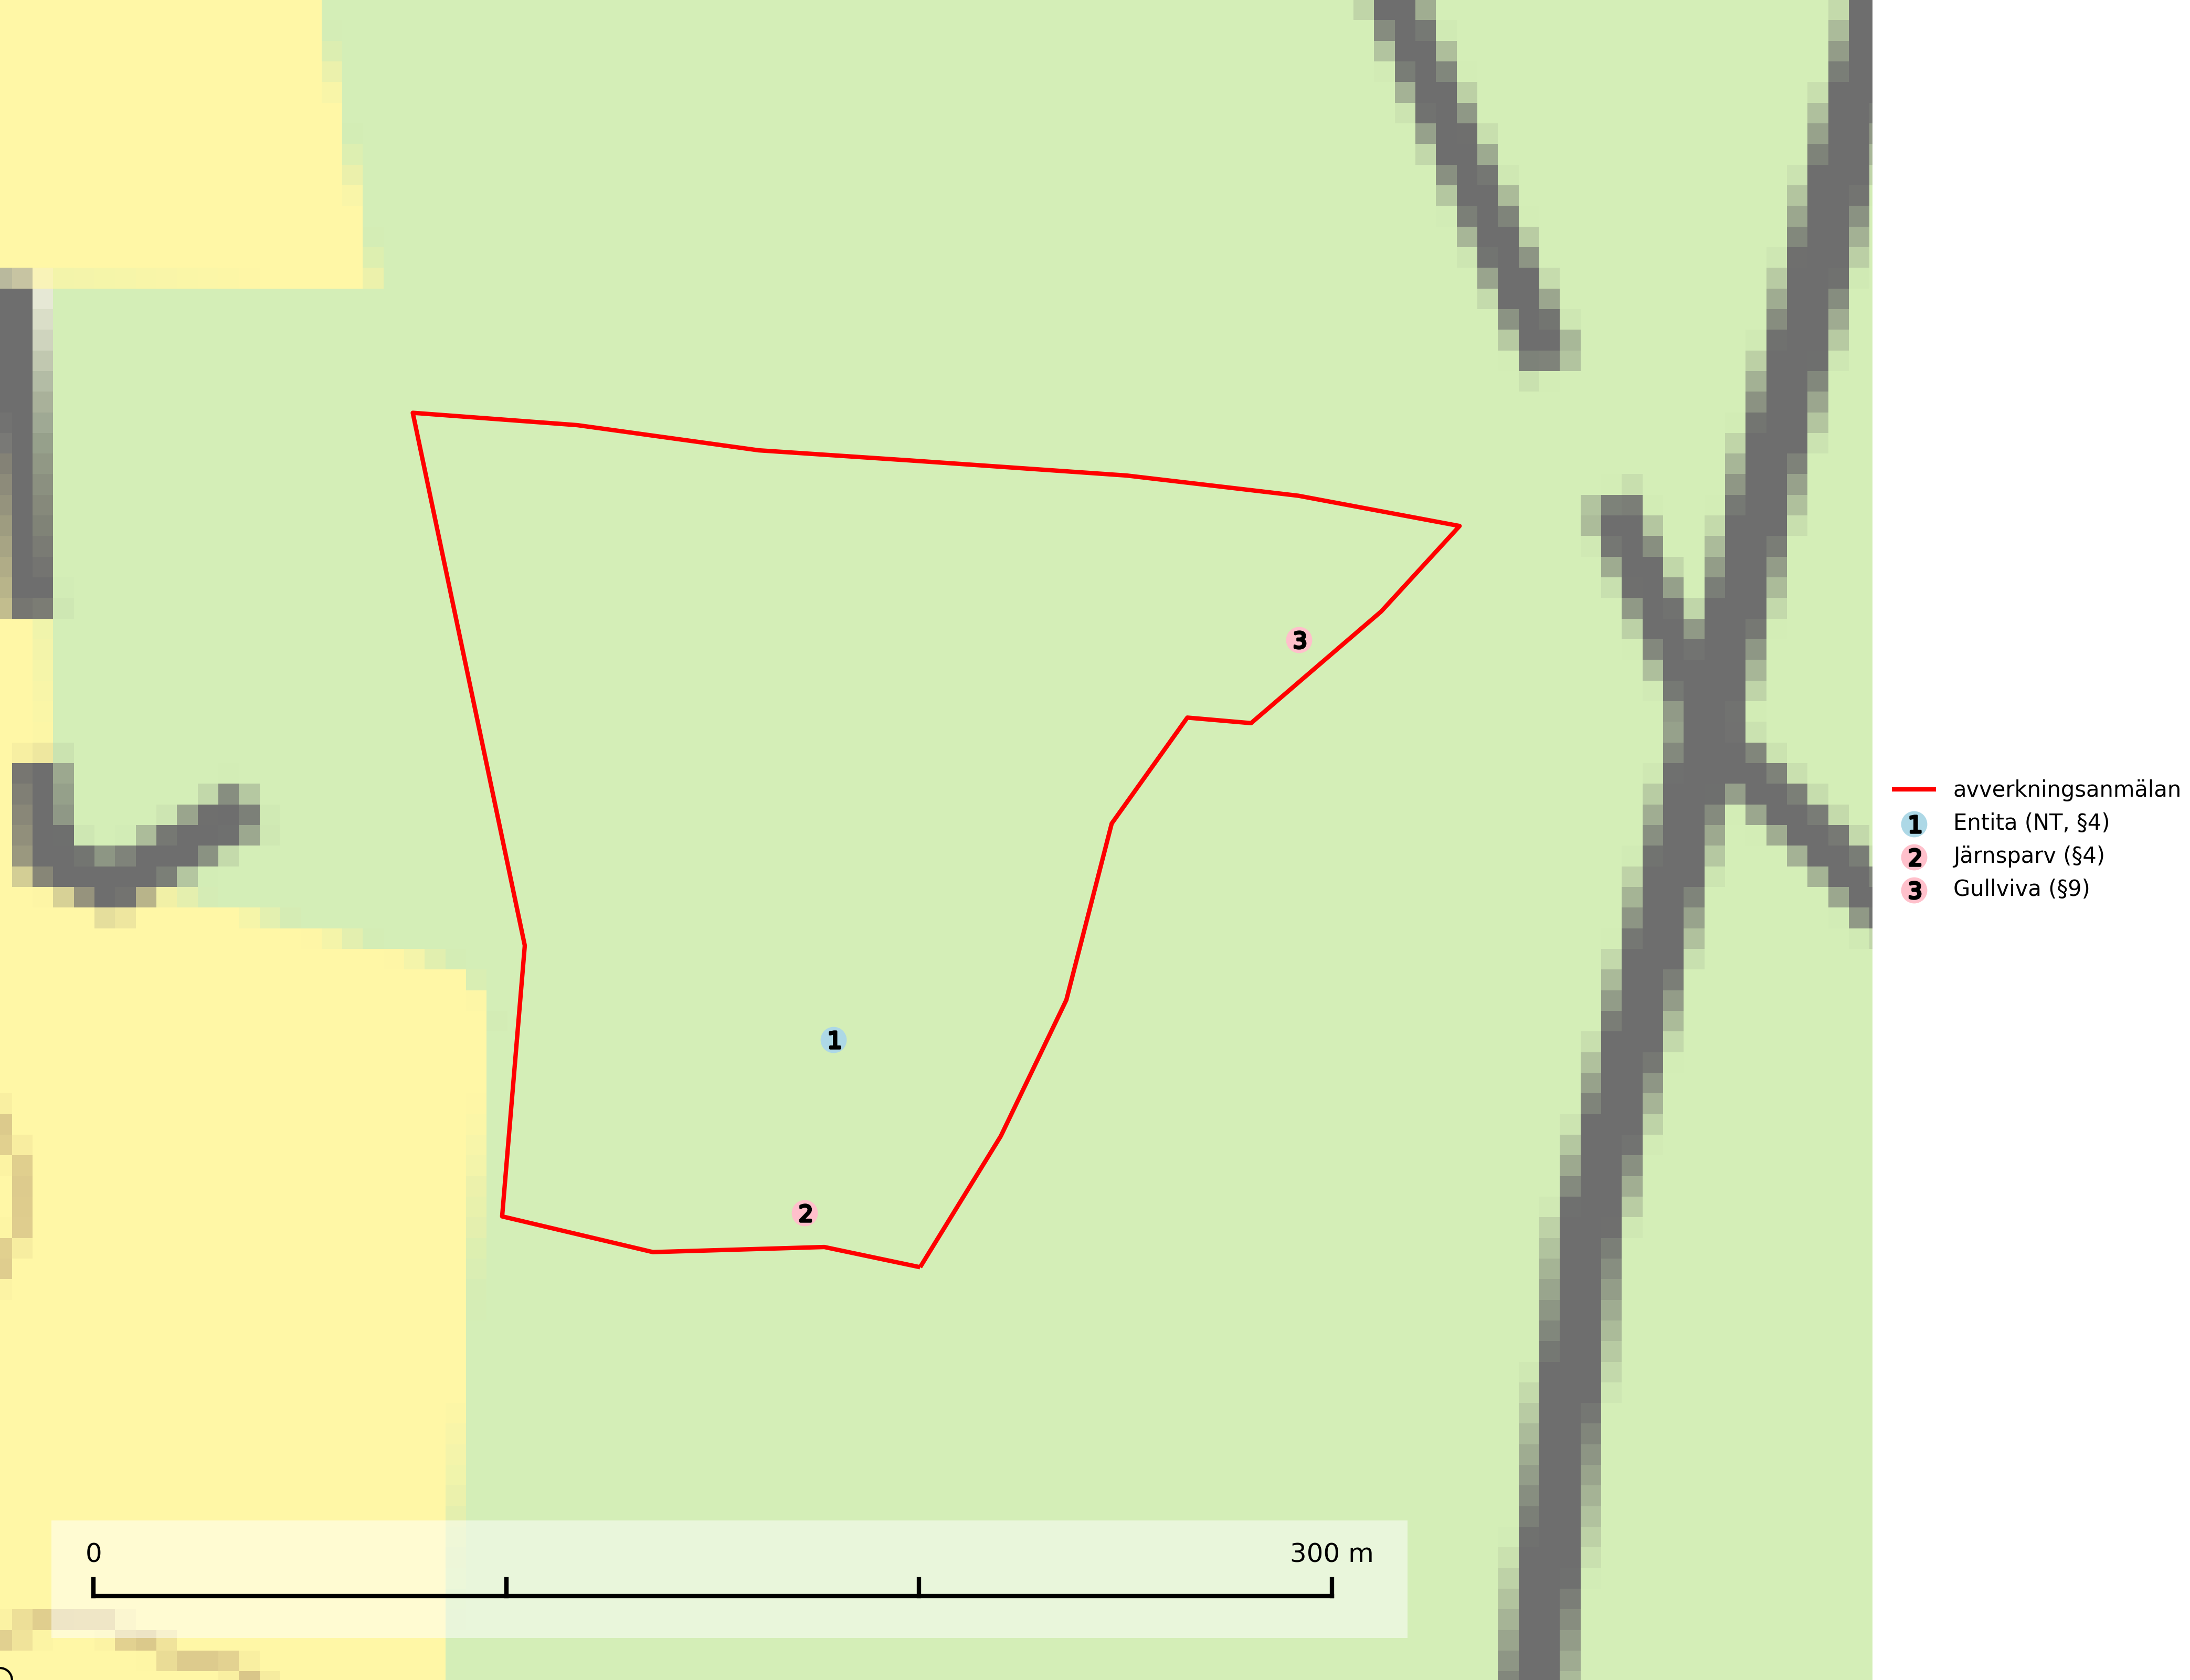 3
1
2
0
300 m
avverkningsanmälan
1 Entita (NT, §4)
2 Järnsparv (§4)
3 Gullviva (§9)